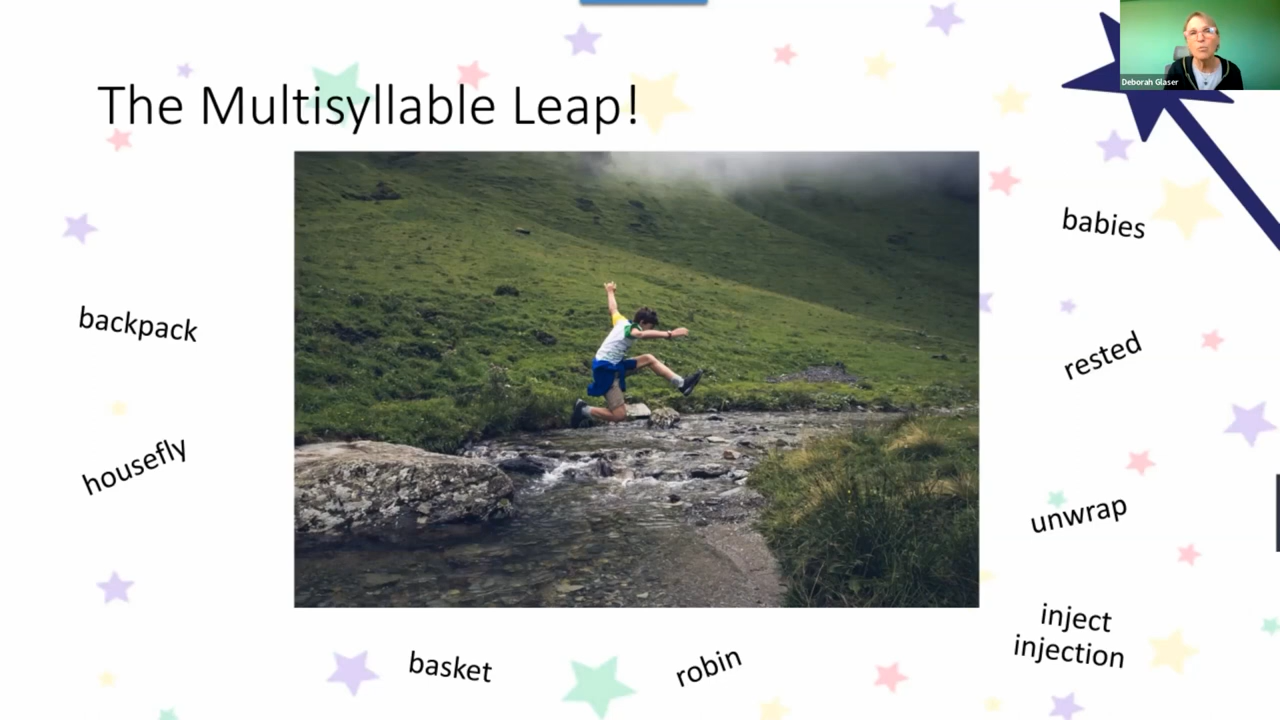 Deborah Glaser
The Multisyllable Leap!
babies
backpack
rested
housefly
unwrap
inject
injection
basket
robin